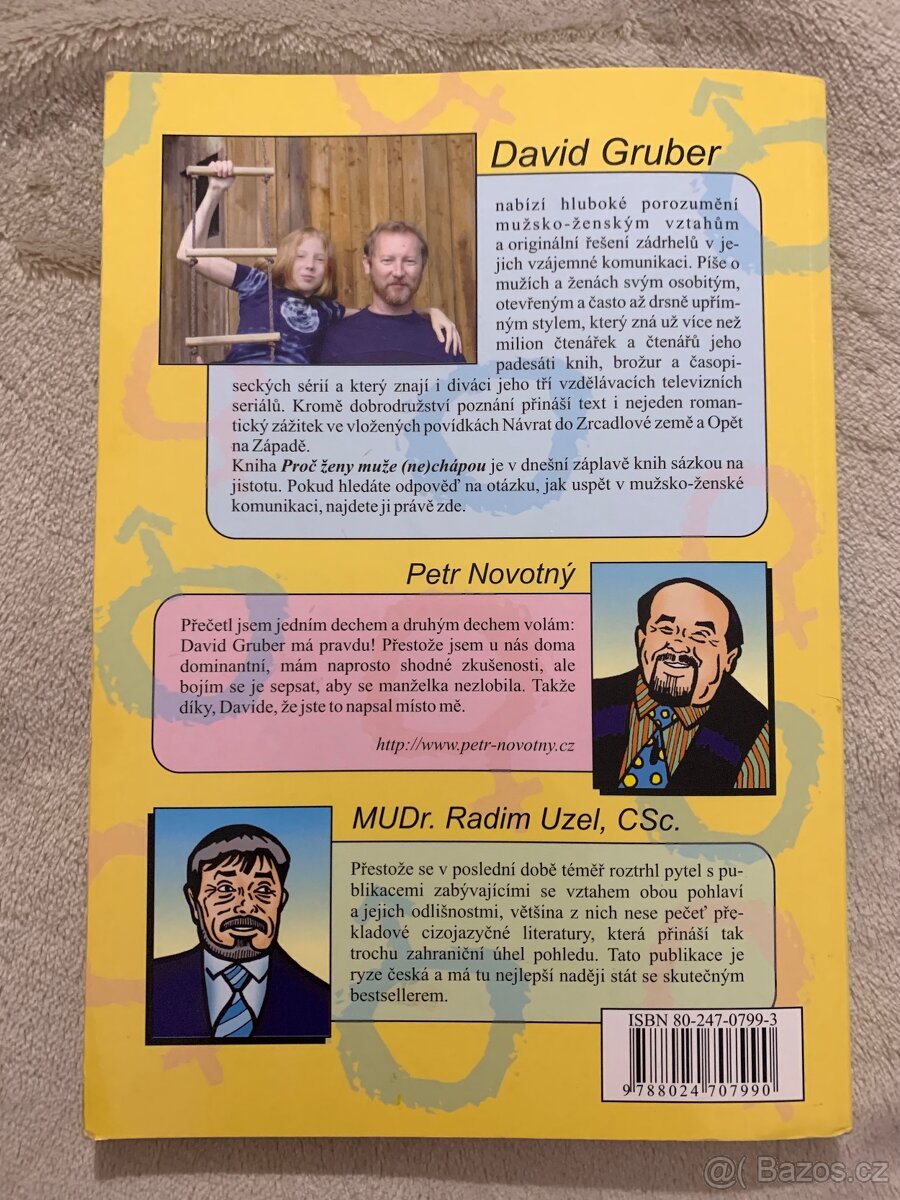 David Gruber
nabízí hluboké porozumění
mužsko-ženským vztahům
a originální řešení zádrhelů v je-
jich vzájemné komunikaci. Píše o
mužích a ženách svým osobitým,
otevřeným a často až drsně upřím-
ným stylem, který zná už více než
milion čtenářek a čtenářů jeho
padesáti knih, brožur a časopi-
seckých sérií a který znají i diváci jeho tří vzdělávacích televizních
seriálů. Kromě dobrodružství poznání přináší text i nejeden roman-
tický zážitek ve vložených povídkách Návrat do Zrcadlové země a Opět
na Západě.
Kniha Proč ženy muže (ne)chápou je v dnešní záplavě knih sázkou na
jistotu. Pokud hledáte odpověď na otázku, jak uspět v mužsko-ženské
komunikaci, najdete ji právě zde.
Petr Novotný
Přečetl jsem jedním dechem a druhým dechem volám:
David Gruber má pravdu! Přestože jsem u nás doma
dominantní, mám naprosto shodné zkušenosti, ale
bojím se je sepsat, aby se manželka nezlobila. Takže
díky, Davide, že jste to napsal místo mě.
http://www.petr-novotny.cz
MUDr. Radim Uzel, CSc.
Přestože se v poslední době téměř roztrhl pytel s pu-
blikacemi zabývajícími se vztahem obou pohlaví
a jejich odlišnostmi, většina z nich nese pečeť pře-
kladové cizojazyčné literatury, která přináší tak
trochu zahraniční úhel pohledu. Tato publikace je
ryze česká a má tu nejlepší naději stát se skutečným
bestsellerem.
ISBN 80-247-0799-3
9 788024 707990
@( Bazos.cz